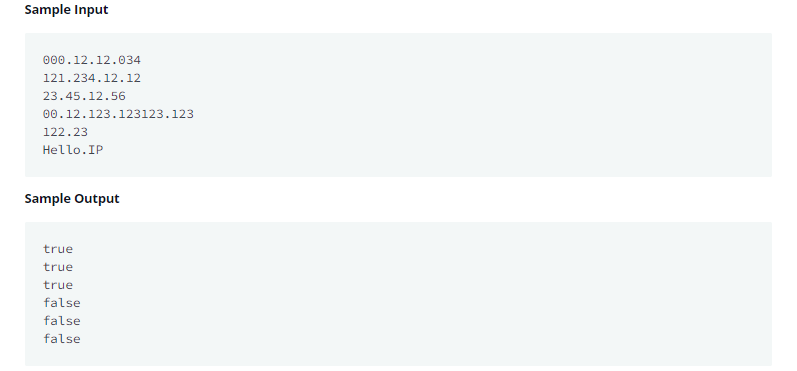 Sample Input
000.12.12.034
121.234.12.12
23.45.12.56
00.12.123.123123.123
122.23
Hello.IP
Sample Output
true
true
true
false
false
false